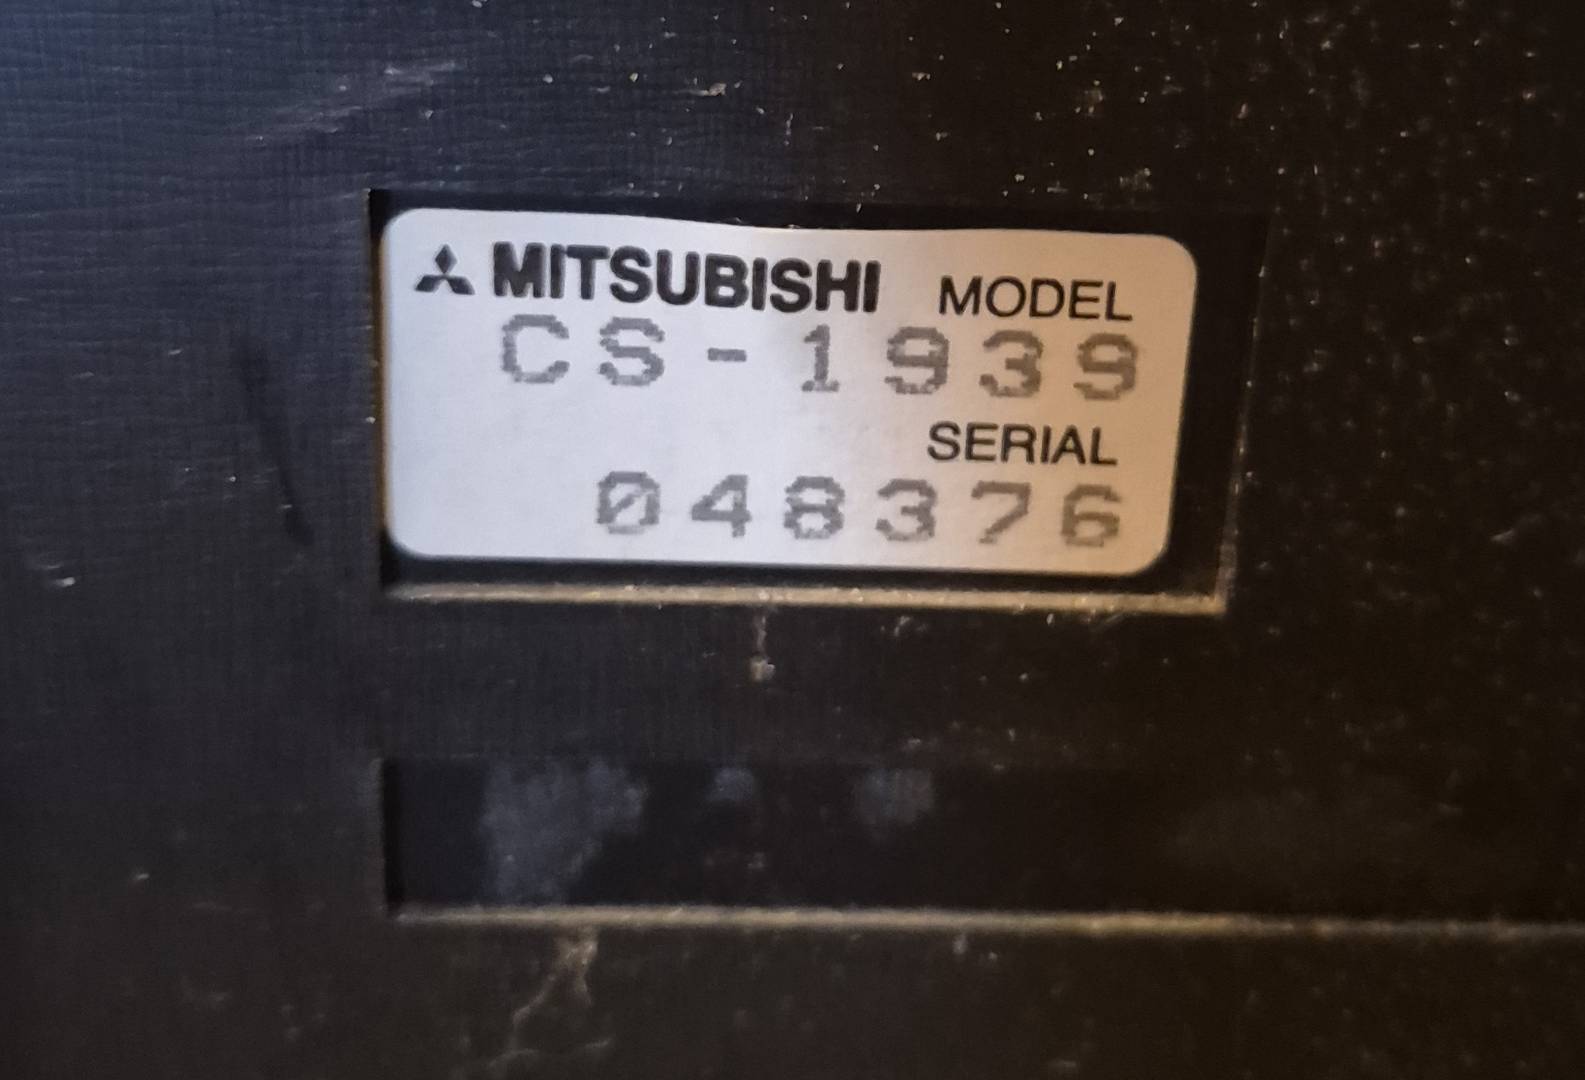 MITSUBISHI MODEL
CS-1939
SERIAL
048376